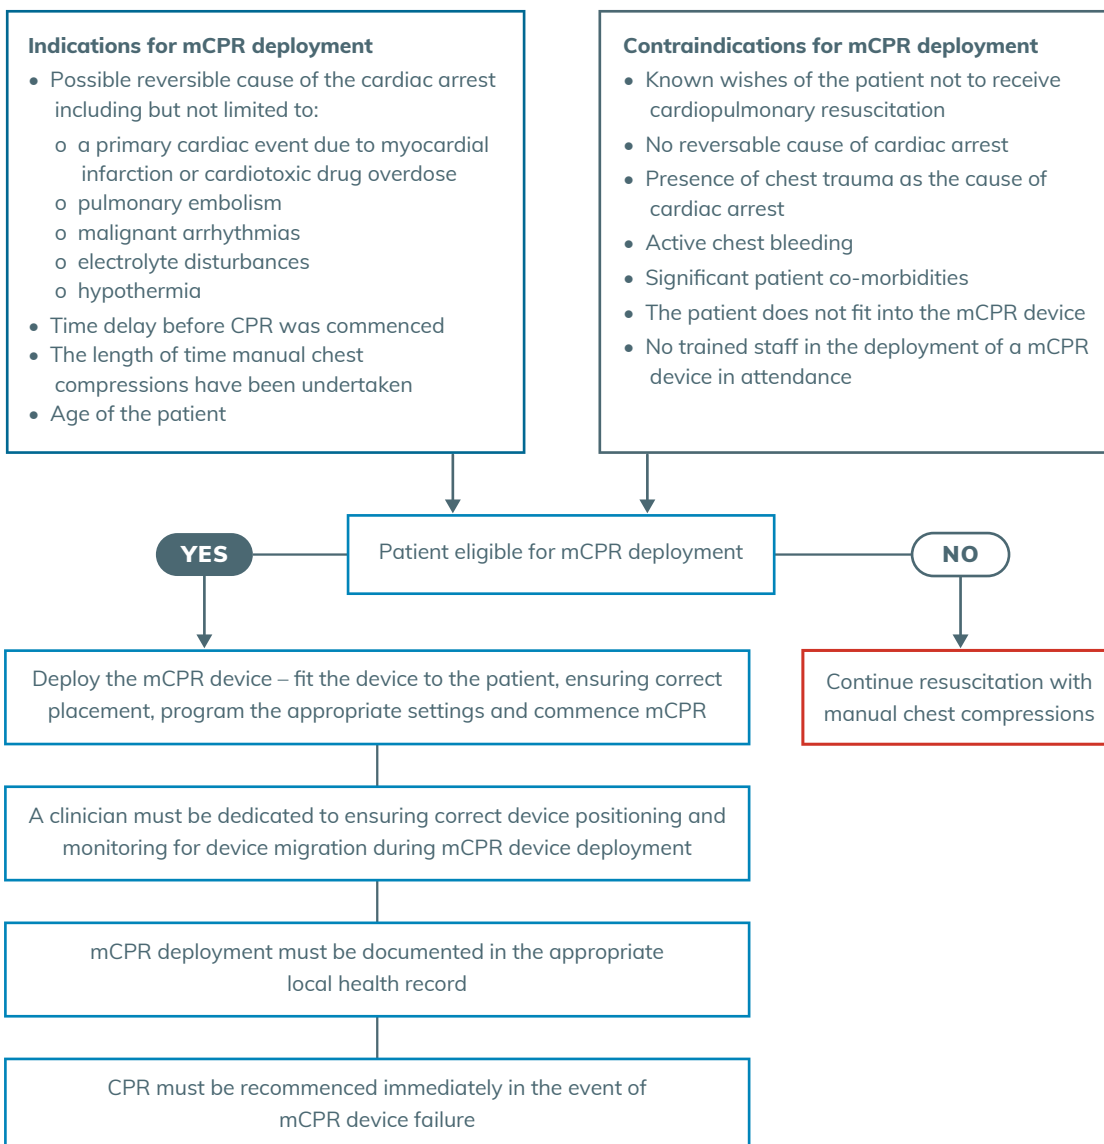 Indications for mCPR deployment
• Possible reversible cause of the cardiac arrest
including but not limited to:
o a primary cardiac event due to myocardial
infarction or cardiotoxic drug overdose
o pulmonary embolism
o malignant arrhythmias
o electrolyte disturbances
o hypothermia
• Time delay before CPR was commenced
• The length of time manual chest
compressions have been undertaken
• Age of the patient
Contraindications for mCPR deployment
• Known wishes of the patient not to receive
cardiopulmonary resuscitation
• No reversable cause of cardiac arrest
• Presence of chest trauma as the cause of
cardiac arrest
• Active chest bleeding
• Significant patient co-morbidities
• The patient does not fit into the mCPR device
• No trained staff in the deployment of a mCPR
device in attendance
YES
Patient eligible for mCPR deployment
NO
Deploy the mCPR device – fit the device to the patient, ensuring correct
placement, program the appropriate settings and commence mCPR
Continue resuscitation with
manual chest compressions
A clinician must be dedicated to ensuring correct device positioning and
monitoring for device migration during mCPR device deployment
mCPR deployment must be documented in the appropriate
local health record
CPR must be recommenced immediately in the event of
mCPR device failure